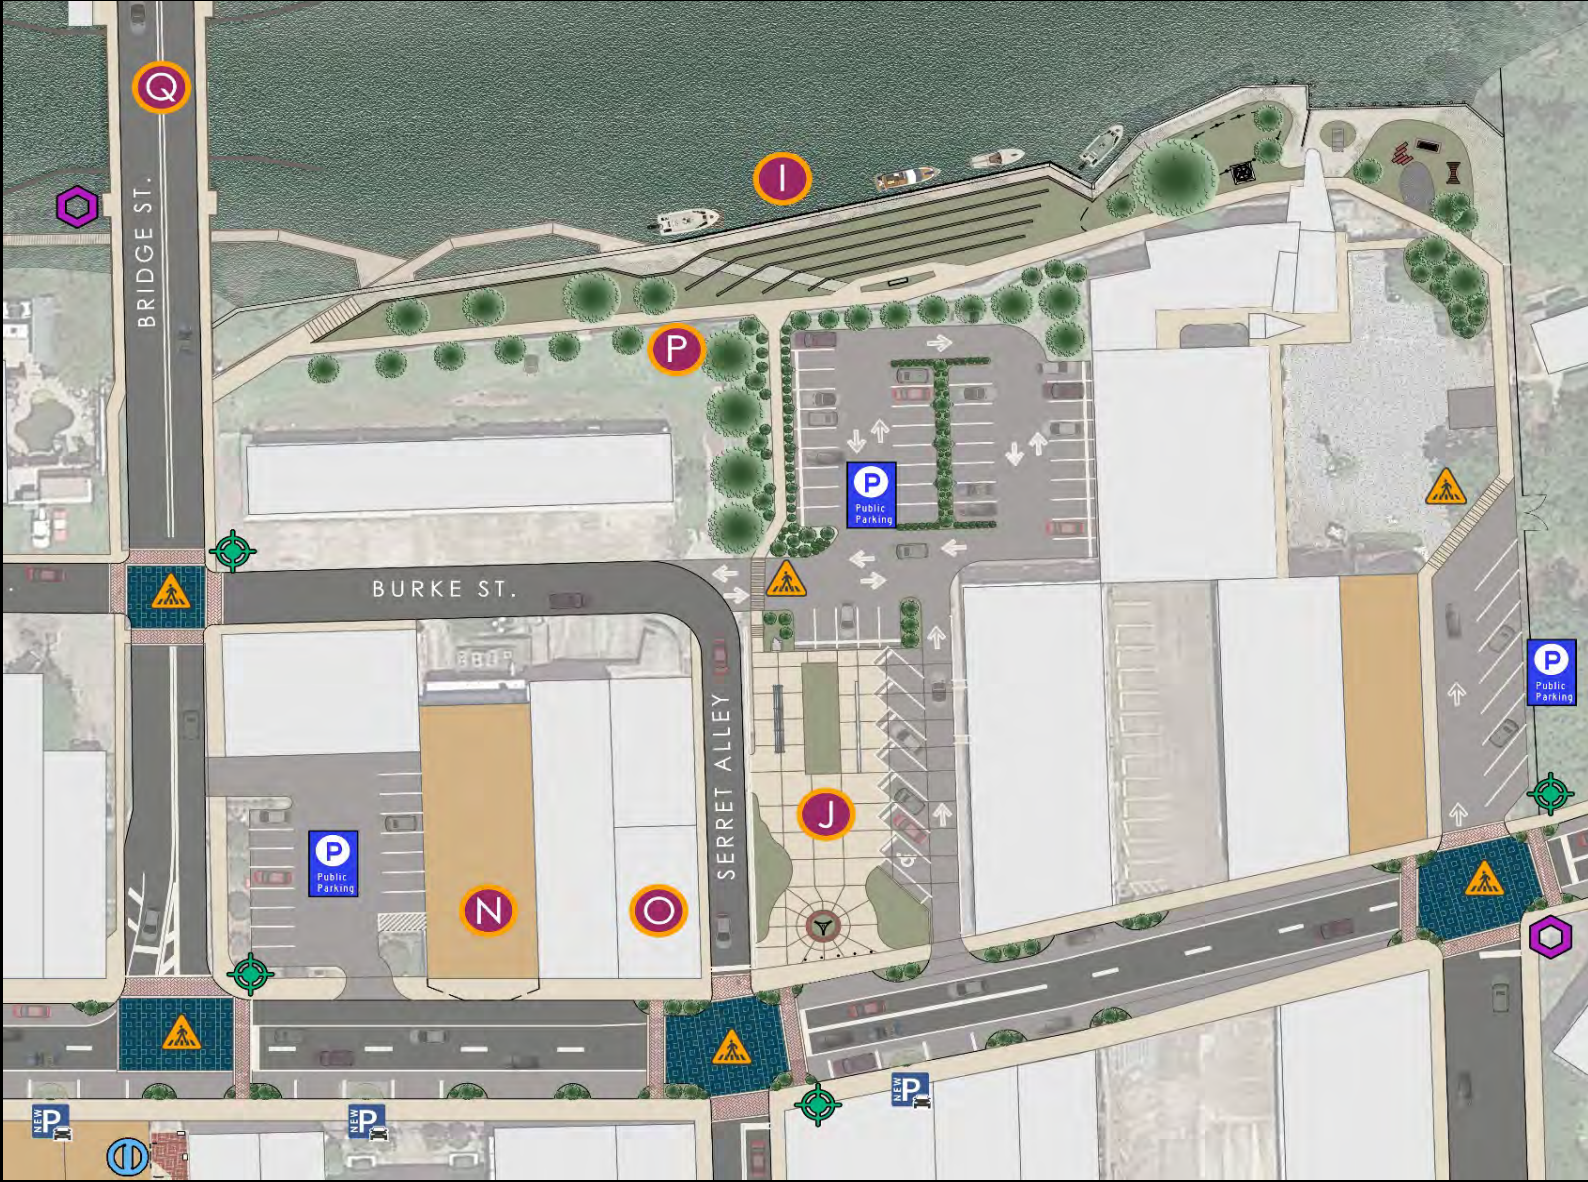 Q
I
BRIDGE ST.
P
P
Public
Parking
BURKE ST.
P
Public
Parking
SERRET ALLEY
J
P
Public
Parking
N
O
NEW
P
NEW
P
NEW
P